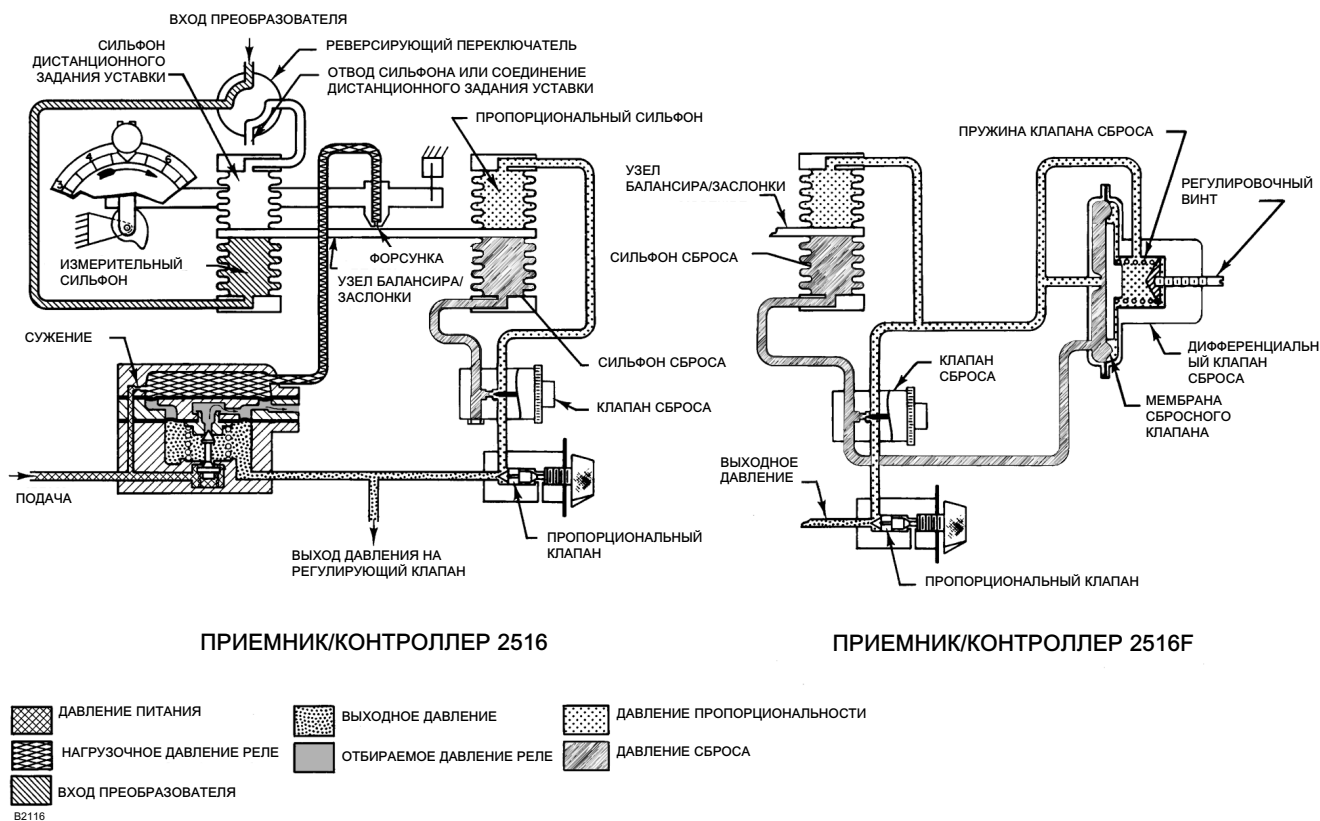 ВХОД ПРЕОБРАЗОВАТЕЛЯ
СИЛЬФОН
ДИСТАНЦИОННОГО
ЗАДАНИЯ УСТАВКИ
РЕВЕРСИРУЮЩИЙ ПЕРЕКЛЮЧАТЕЛЬ
ОТВОД СИЛЬФОНА ИЛИ СОЕДИНЕНИЕ
ДИСТАНЦИОННОГО ЗАДАНИЯ УСТАВКИ
ПРОПОРЦИОНАЛЬНЫЙ СИЛЬФОН
4
6
ИЗМЕРИТЕЛЬНЫЙ
СИЛЬФОН
ФОРСУНКА
УЗЕЛ БАЛАНСИРА/
ЗАСЛОНКИ
СУЖЕНИЕ
СИЛЬФОН СБРОСА
КЛАПАН СБРОСА
ПОДАЧА
ВЫХОД ДАВЛЕНИЯ НА
РЕГУЛИРУЮЩИЙ КЛАПАН
ПРОПОРЦИОНАЛЬНЫЙ
КЛАПАН
ПРИЕМНИК/КОНТРОЛЛЕР 2516
ПРУЖИНА КЛАПАНА СБРОСА
УЗЕЛ
БАЛАНСИРА/ЗАСЛОНКИ
РЕГУЛИРОВОЧНЫЙ
ВИНТ
СИЛЬФОН СБРОСА
КЛАПАН
СБРОСА
ДИФФЕРЕНЦИАЛЬН
ЫЙ КЛАПАН
СБРОСА
МЕМБРАНА
СБРОСНОГО
КЛАПАНА
ВЫХОДНОЕ
ДАВЛЕНИЕ
ПРОПОРЦИОНАЛЬНЫЙ КЛАПАН
ПРИЕМНИК/КОНТРОЛЛЕР 2516F
ДАВЛЕНИЕ ПИТАНИЯ
ВЫХОДНОЕ ДАВЛЕНИЕ
ДАВЛЕНИЕ ПРОПОРЦИОНАЛЬНОСТИ
НАГРУЗОЧНОЕ ДАВЛЕНИЕ РЕЛЕ
ОТБИРАЕМОЕ ДАВЛЕНИЕ РЕЛЕ
ДАВЛЕНИЕ СБРОСА
ВХОД ПРЕОБРАЗОВАТЕЛЯ
B2116